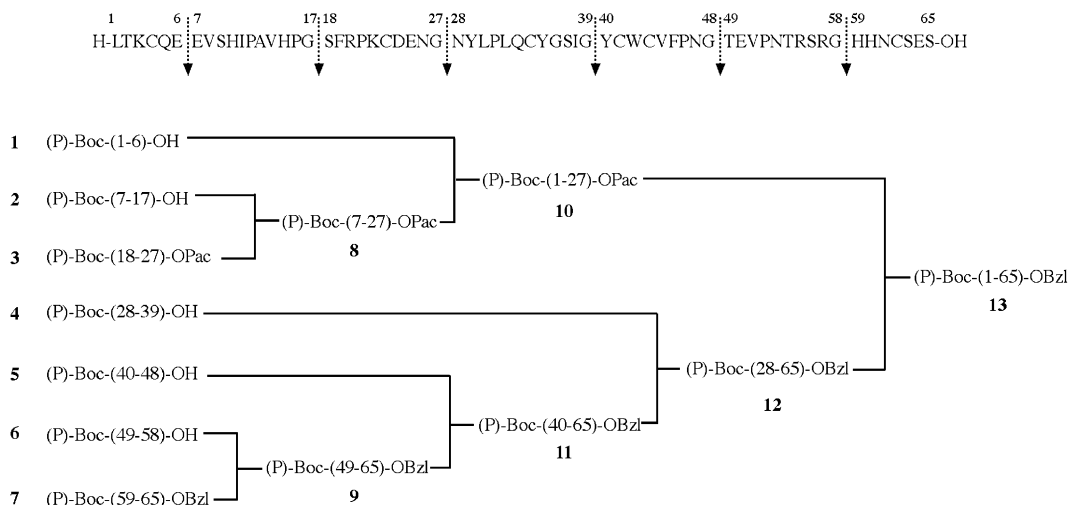 1 6 7 17 18 27 28 39 40 48 49 58 59 65
H-LTKCQE EVSHIPAVHPG SFRPKCDENG NYLPLQCYGSIG YCWCVFPNG TEVPNTRSRG HHNCSES-OH
1 (P)-Boc-(1-6)-OH
(P)-Boc-(1-27)-OPac
10
2 (P)-Boc-(7-17)-OH
(P)-Boc-(7-27)-OPac
8
3 (P)-Boc-(18-27)-OPac
(P)-Boc-(1-65)-OBzl
13
4 (P)-Boc-(28-39)-OH
(P)-Boc-(28-65)-OBzl
12
5 (P)-Boc-(40-48)-OH
(P)-Boc-(40-65)-OBzl
11
6 (P)-Boc-(49-58)-OH
(P)-Boc-(49-65)-OBzl
9
7 (P)-Boc-(59-65)-OBzl